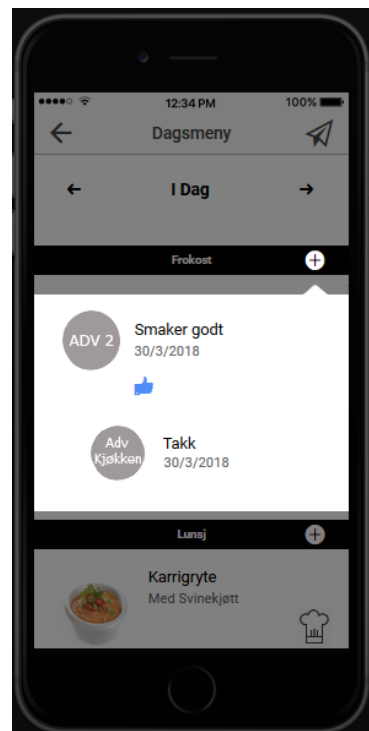 12:34 PM
100%
Dagsmeny
I Dag
Frokost
ADV 2
Smaker godt
30/3/2018
Adv
Kjøkken
Takk
30/3/2018
Lunsj
Karrigryte
Med Svinekjøtt